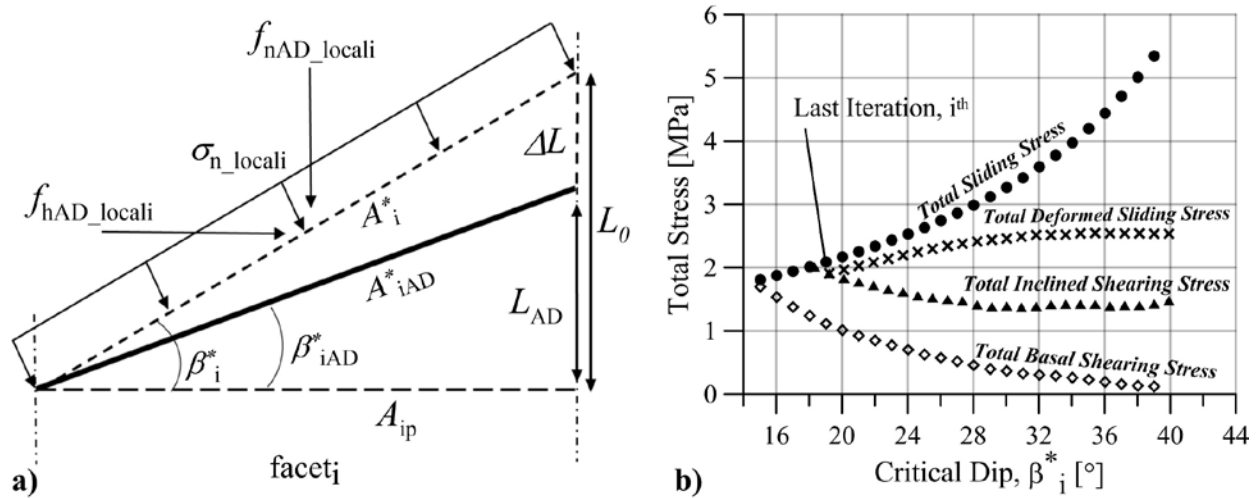 f_nAD_locali
σ_n_locali
f_hAD_locali
A*_i
ΔL
L_0
A*_iAD
L_AD
β*_i
β*_iAD
A_ip
a)
facet_i
Total Stress [MPa]
6
5
4
3
2
1
0
Last Iteration, i^th
Total Sliding Stress
Total Deformed Sliding Stress
Total Inclined Shearing Stress
Total Basal Shearing Stress
16 20 24 28 32 36 40 44
b)
Critical Dip, β*_i [°]